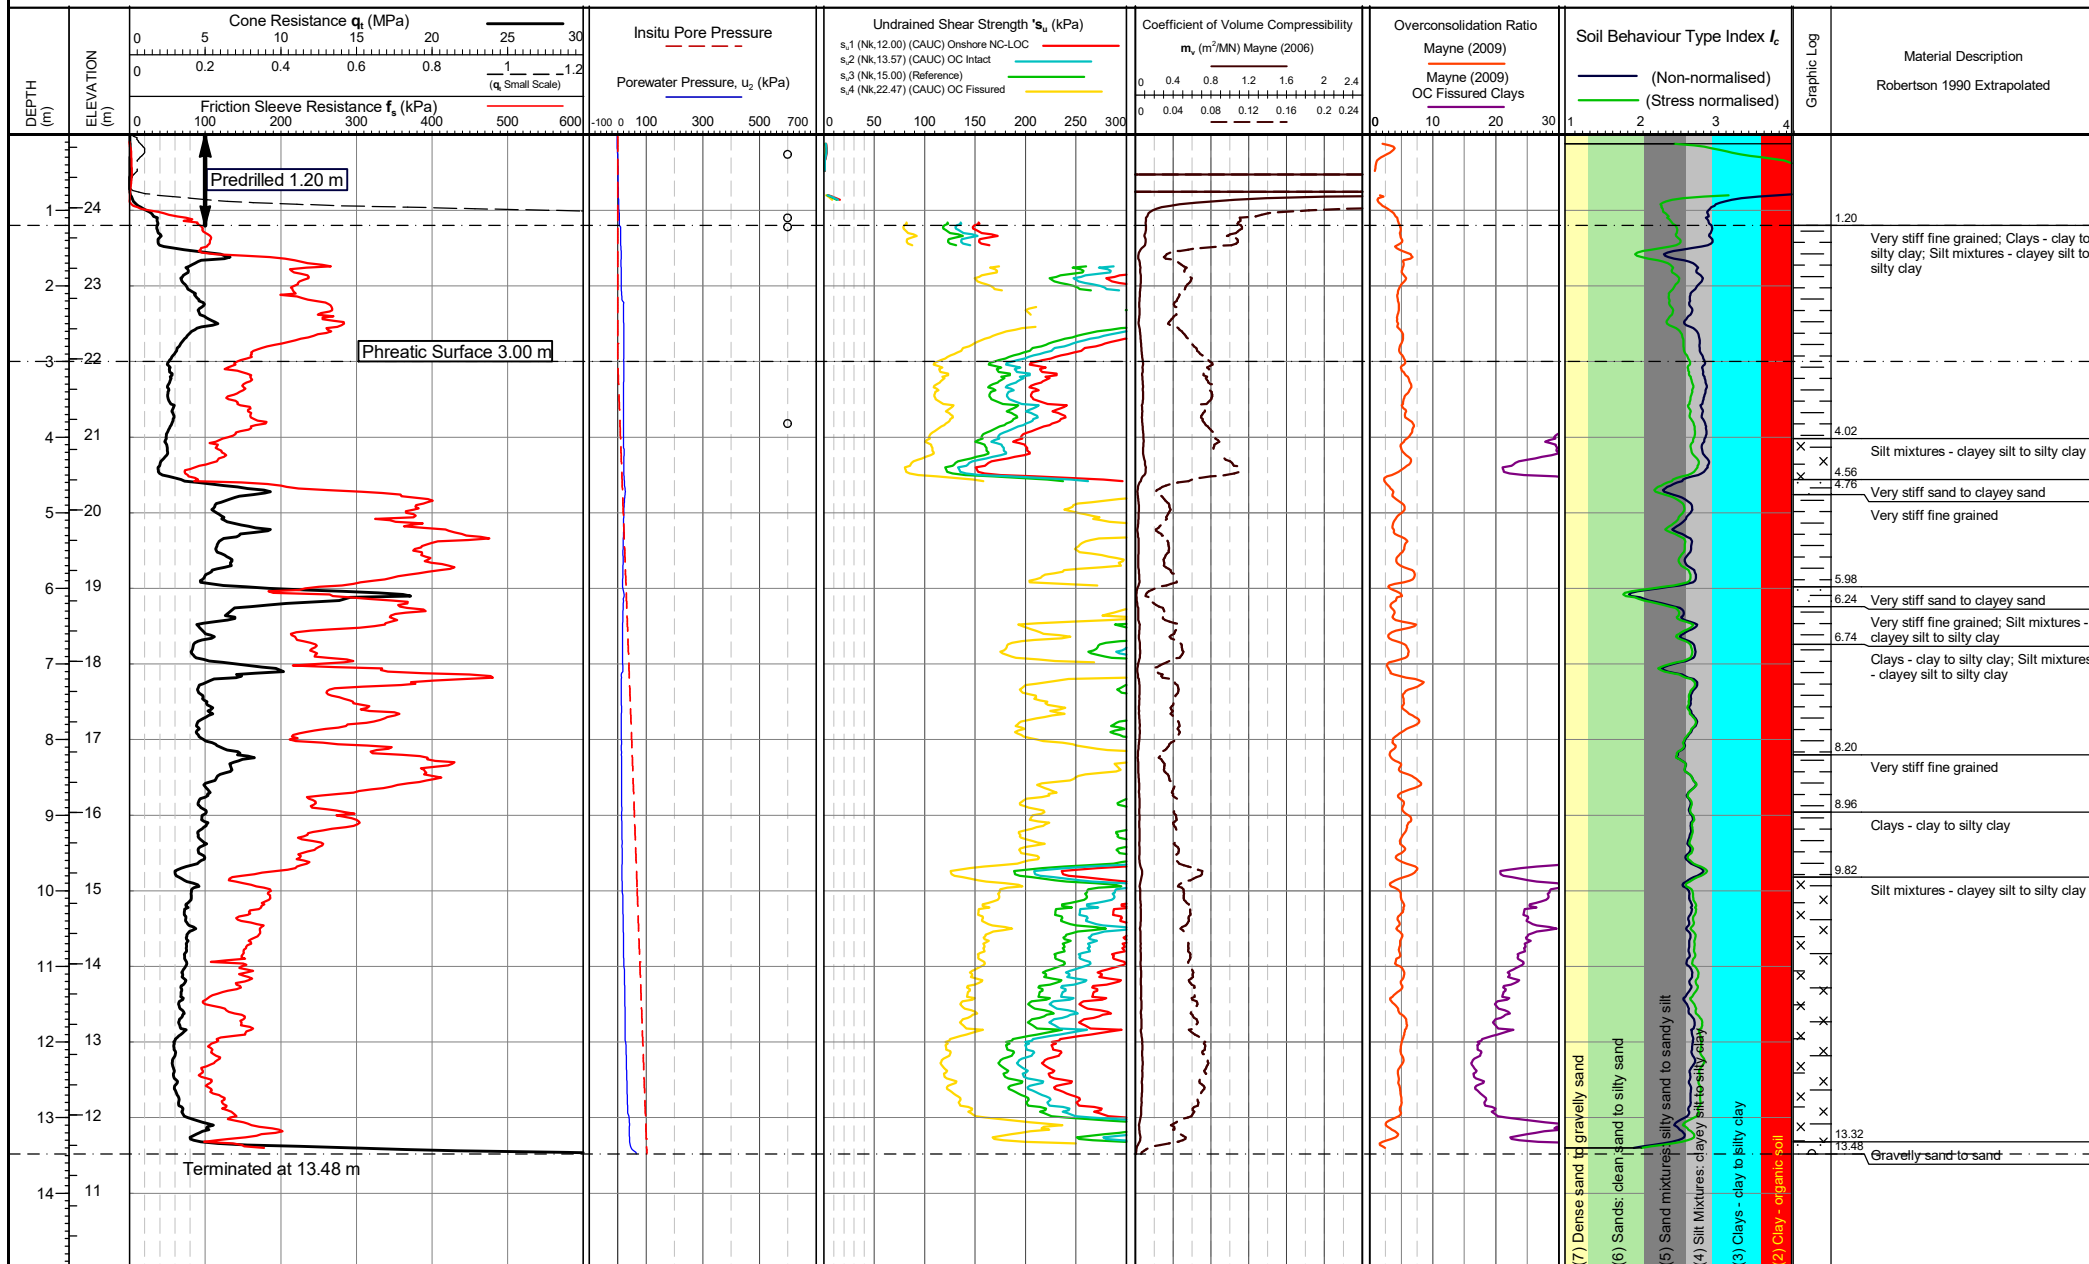 DEPTH (m)
ELEVATION (m)
Cone Resistance qt (MPa)
0 5 10 15 20 25 30
0 0.2 0.4 0.6 0.8 1 1.2
(qt Small Scale)
Friction Sleeve Resistance fs (kPa)
0 100 200 300 400 500 600
Insitu Pore Pressure
Porewater Pressure, u2 (kPa)
-100 0 100 300 500 700
Undrained Shear Strength 'su (kPa)
su1 (Nk,12.00) (CAUC) Onshore NC-LOC
su2 (Nk,13.57) (CAUC) OC Intact
su3 (Nk,15.00) (Reference)
su4 (Nk,22.47) (CAUC) OC Fissured
0 50 100 150 200 250 300
Coefficient of Volume Compressibility
mv (m2/MN) Mayne (2006)
0 0.4 0.8 1.2 1.6 2 2.4
0 0.04 0.08 0.12 0.16 0.2 0.24
Overconsolidation Ratio
Mayne (2009)
Mayne (2009)
OC Fissured Clays
0 10 20 30
Soil Behaviour Type Index Ic
(Non-normalised)
(Stress normalised)
1 2 3 4
Graphic Log
Material Description
Robertson 1990 Extrapolated
Predrilled 1.20 m
1 24
1.20
Very stiff fine grained; Clays - clay to
silty clay; Silt mixtures - clayey silt to
silty clay
2 23
Phreatic Surface 3.00 m
3 22
4 21
4.02
Silt mixtures - clayey silt to silty clay
4.56
4.76
Very stiff sand to clayey sand
5 20
Very stiff fine grained
6 19
5.98
6.24
Very stiff sand to clayey sand
Very stiff fine grained; Silt mixtures -
clayey silt to silty clay
6.74
7 18
Clays - clay to silty clay; Silt mixtures
- clayey silt to silty clay
8 17
8.20
Very stiff fine grained
9 16
8.96
Clays - clay to silty clay
9.82
10 15
Silt mixtures - clayey silt to silty clay
11 14
12 13
13 12
13.32
13.48
Gravelly sand to sand
Terminated at 13.48 m
14 11
(7) Dense sand to gravelly sand
(6) Sands: clean sand to silty sand
(5) Sand mixtures: silty sand to sandy silt
(4) Silt Mixtures: clayey silt to silty clay
(3) Clays - clay to silty clay
(2) Clay - organic soil